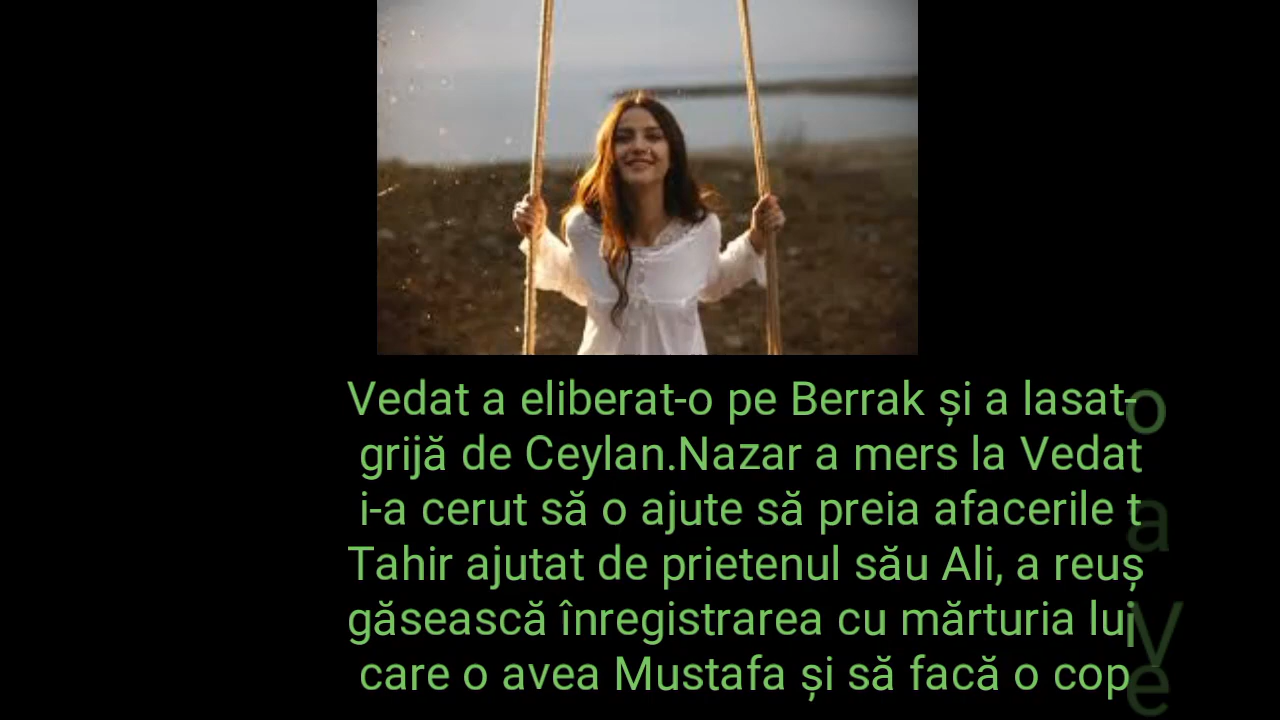 Vedat a eliberat-o pe Berrak și a lasat-o
grijă de Ceylan.Nazar a mers la Vedat
i-a cerut să o ajute să preia afacerile t
Tahir ajutat de prietenul său Ali, a reuș
găsească înregistrarea cu mărturia lui
care o avea Mustafa și să facă o cop